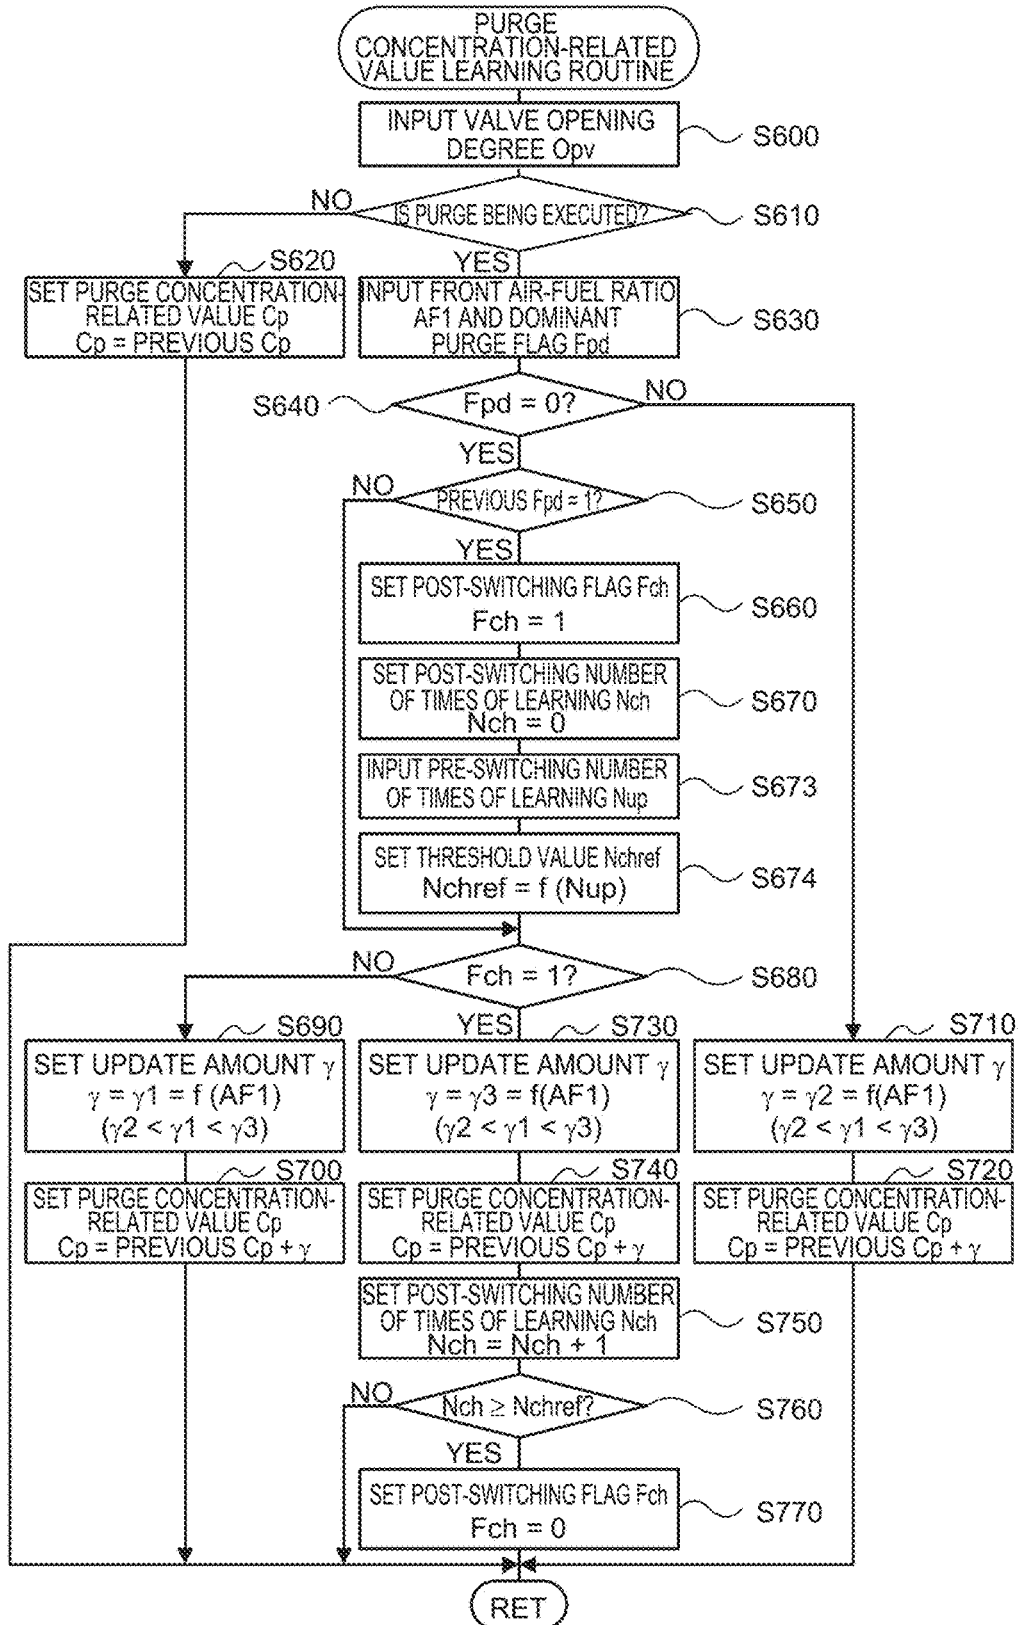 PURGE
CONCENTRATION-RELATED
VALUE LEARNING ROUTINE
INPUT VALVE OPENING
DEGREE Opv
S600
NO
IS PURGE BEING EXECUTED?
S610
YES
S620
SET PURGE CONCENTRATION-
RELATED VALUE Cp
Cp = PREVIOUS Cp
INPUT FRONT AIR-FUEL RATIO
AF1 AND DOMINANT
PURGE FLAG Fpd
S630
S640
Fpd = 0?
NO
YES
NO
PREVIOUS Fpd = 1?
S650
YES
SET POST-SWITCHING FLAG Fch
Fch = 1
S660
SET POST-SWITCHING NUMBER
OF TIMES OF LEARNING Nch
Nch = 0
S670
INPUT PRE-SWITCHING NUMBER
OF TIMES OF LEARNING Nup
S673
SET THRESHOLD VALUE Nchref
Nchref = f (Nup)
S674
NO
Fch = 1?
S680
YES
S690
SET UPDATE AMOUNT γ
γ = γ1 = f (AF1)
(γ2 < γ1 < γ3)
S730
SET UPDATE AMOUNT γ
γ = γ3 = f(AF1)
(γ2 < γ1 < γ3)
S710
SET UPDATE AMOUNT γ
γ = γ2 = f(AF1)
(γ2 < γ1 < γ3)
S700
SET PURGE CONCENTRATION-
RELATED VALUE Cp
Cp = PREVIOUS Cp + γ
S740
SET PURGE CONCENTRATION-
RELATED VALUE Cp
Cp = PREVIOUS Cp + γ
S720
SET PURGE CONCENTRATION-
RELATED VALUE Cp
Cp = PREVIOUS Cp + γ
SET POST-SWITCHING NUMBER
OF TIMES OF LEARNING Nch
Nch = Nch + 1
S750
NO
Nch ≥ Nchref?
S760
YES
SET POST-SWITCHING FLAG Fch
Fch = 0
S770
RET